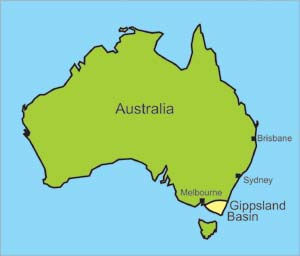 Australia
Brisbane
Sydney
Melbourne
Gippsland
Basin